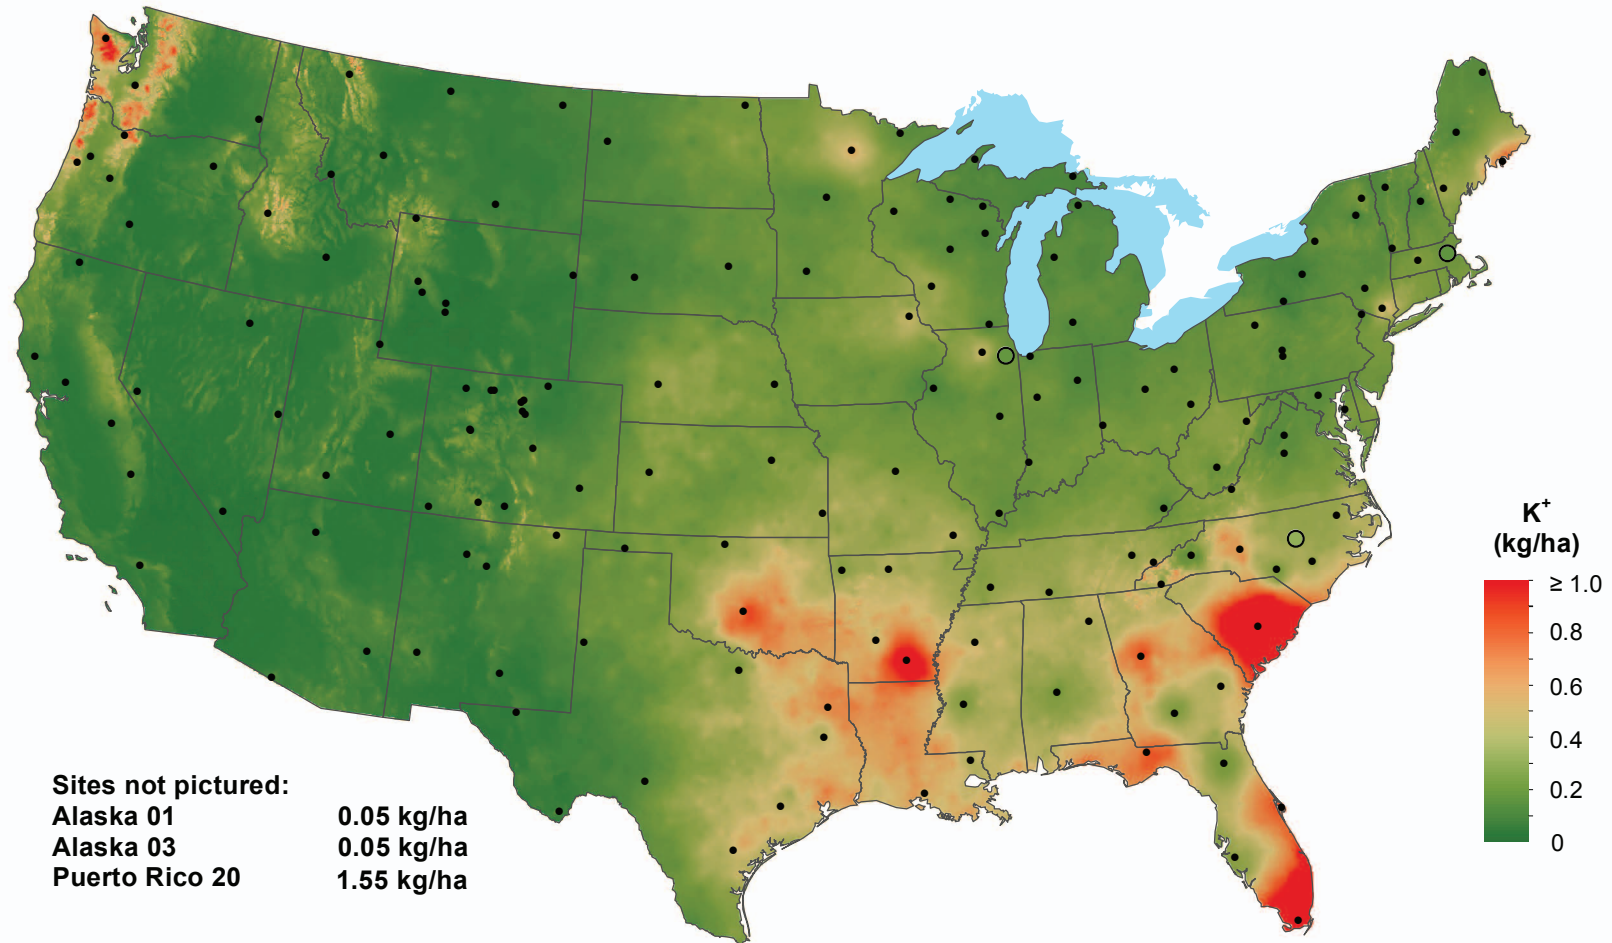 K+
(kg/ha)
≥ 1.0
0.8
0.6
0.4
0.2
0
Sites not pictured:
Alaska 01 0.05 kg/ha
Alaska 03 0.05 kg/ha
Puerto Rico 20 1.55 kg/ha